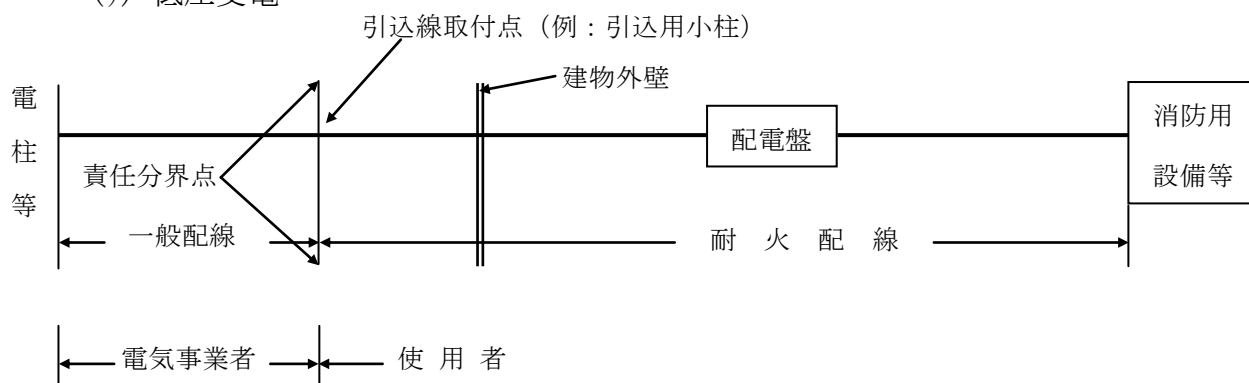 低圧受電
引込線取付点（例：引込用小柱）
建物外壁
電柱等
配電盤
消防用
設備等
責任分界点
一般配線
耐火配線
電気事業者
使用者